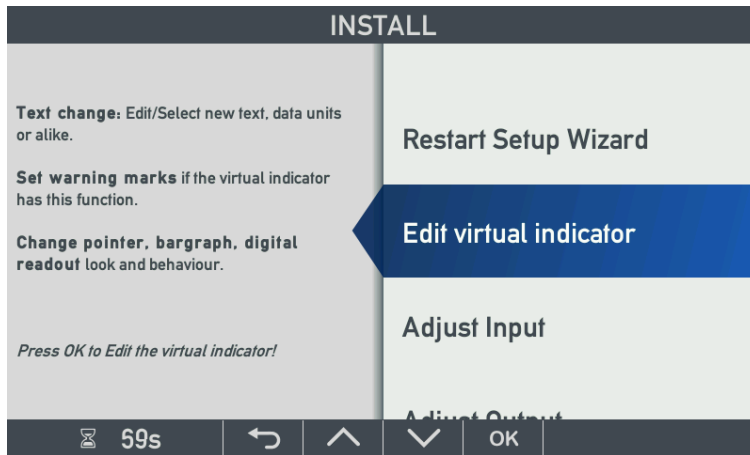 INSTALL
Text change: Edit/Select new text, data units
or alike.
Set warning marks if the virtual indicator
has this function.
Change pointer, bargraph, digital
readout look and behaviour.
Press OK to Edit the virtual indicator!
Restart Setup Wizard
Edit virtual indicator
Adjust Input
Adjust Output
59s
OK